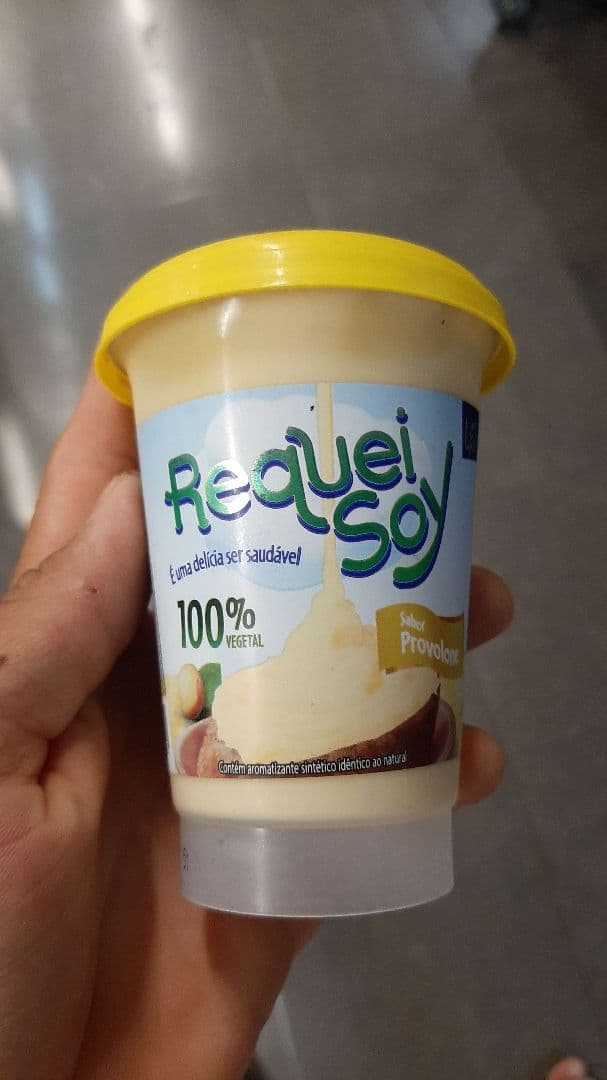 Requei
Soy
É uma delícia ser saudável
100%
VEGETAL
Sabor
Provolone
Contém aromatizante sintético idêntico ao natural